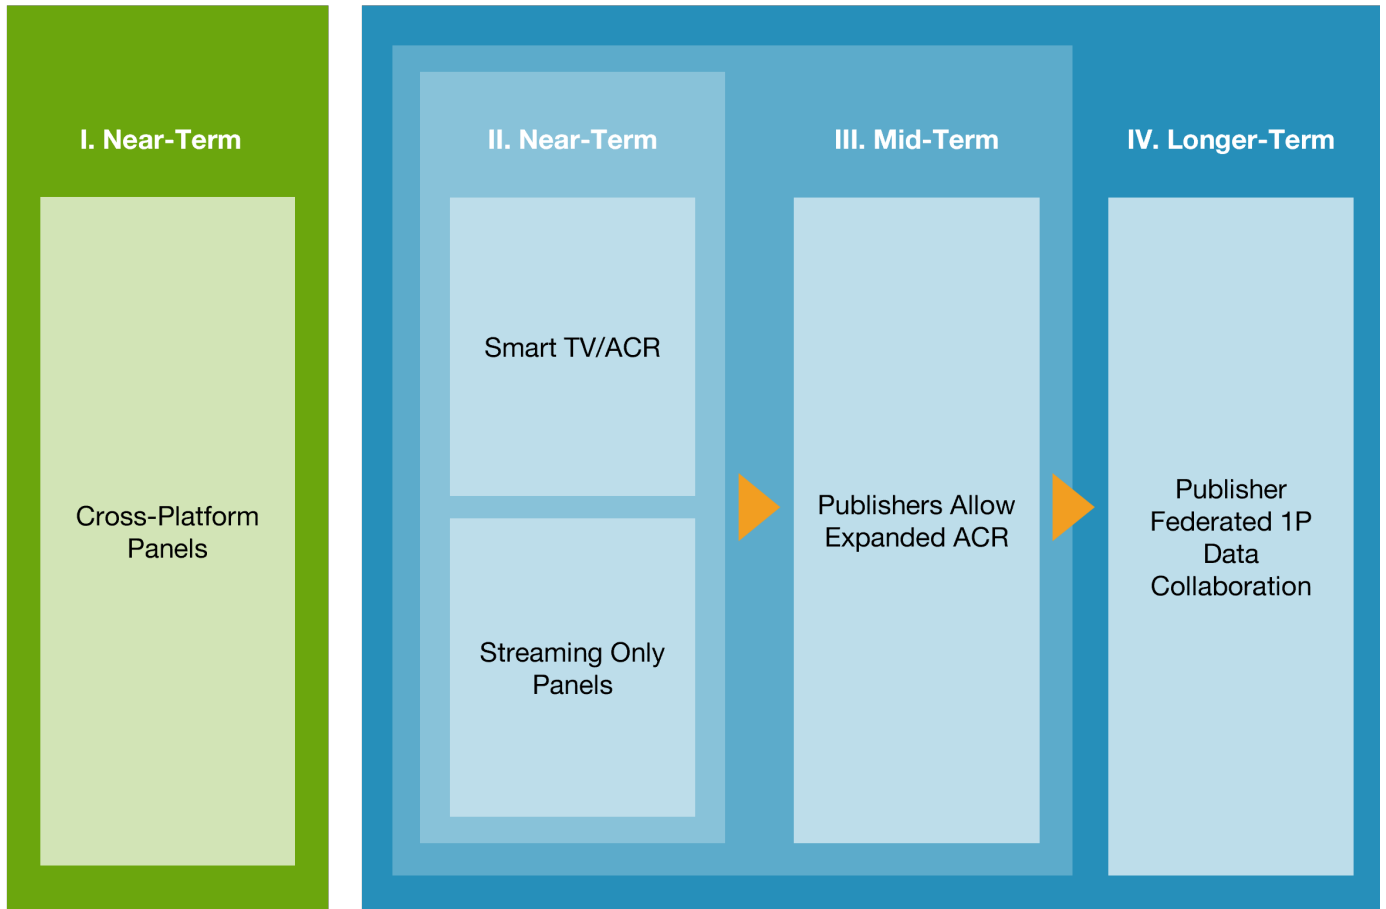 I. Near-Term
Cross-Platform
Panels
II. Near-Term
Smart TV/ACR
Streaming Only
Panels
III. Mid-Term
Publishers Allow
Expanded ACR
IV. Longer-Term
Publisher
Federated 1P
Data
Collaboration